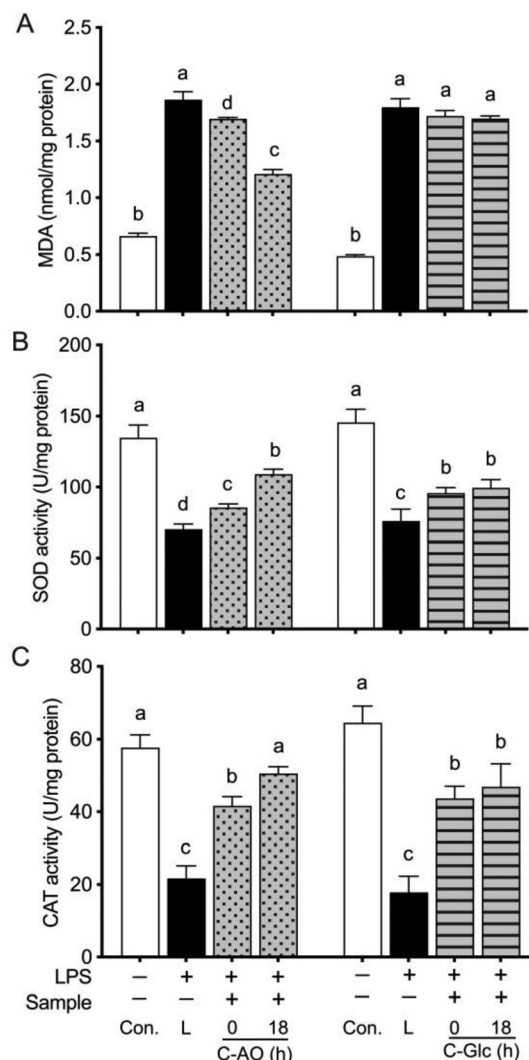 A
MDA (nmol/mg protein)
2.5
2.0
1.5
1.0
0.5
0.0
b
a
d
c
b
a
a
a
B
SOD activity (U/mg protein)
200
150
100
50
0
a
d
c
b
a
c
b
b
C
CAT activity (U/mg protein)
80
60
40
20
0
a
c
b
a
a
c
b
b
LPS − + + + − + + +
Sample − − + + − − + +
Con. L 0 18 Con. L 0 18
C-AO (h) C-Glc (h)